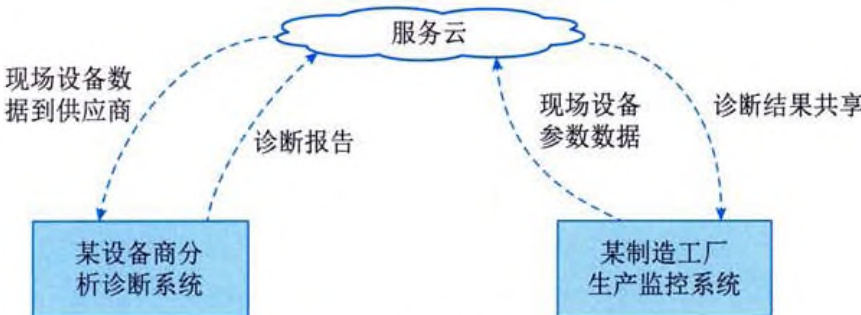 服务云
现场设备数
据到供应商
诊断报告
现场设备
参数数据
诊断结果共享
某设备商分
析诊断系统
某制造工厂
生产监控系统